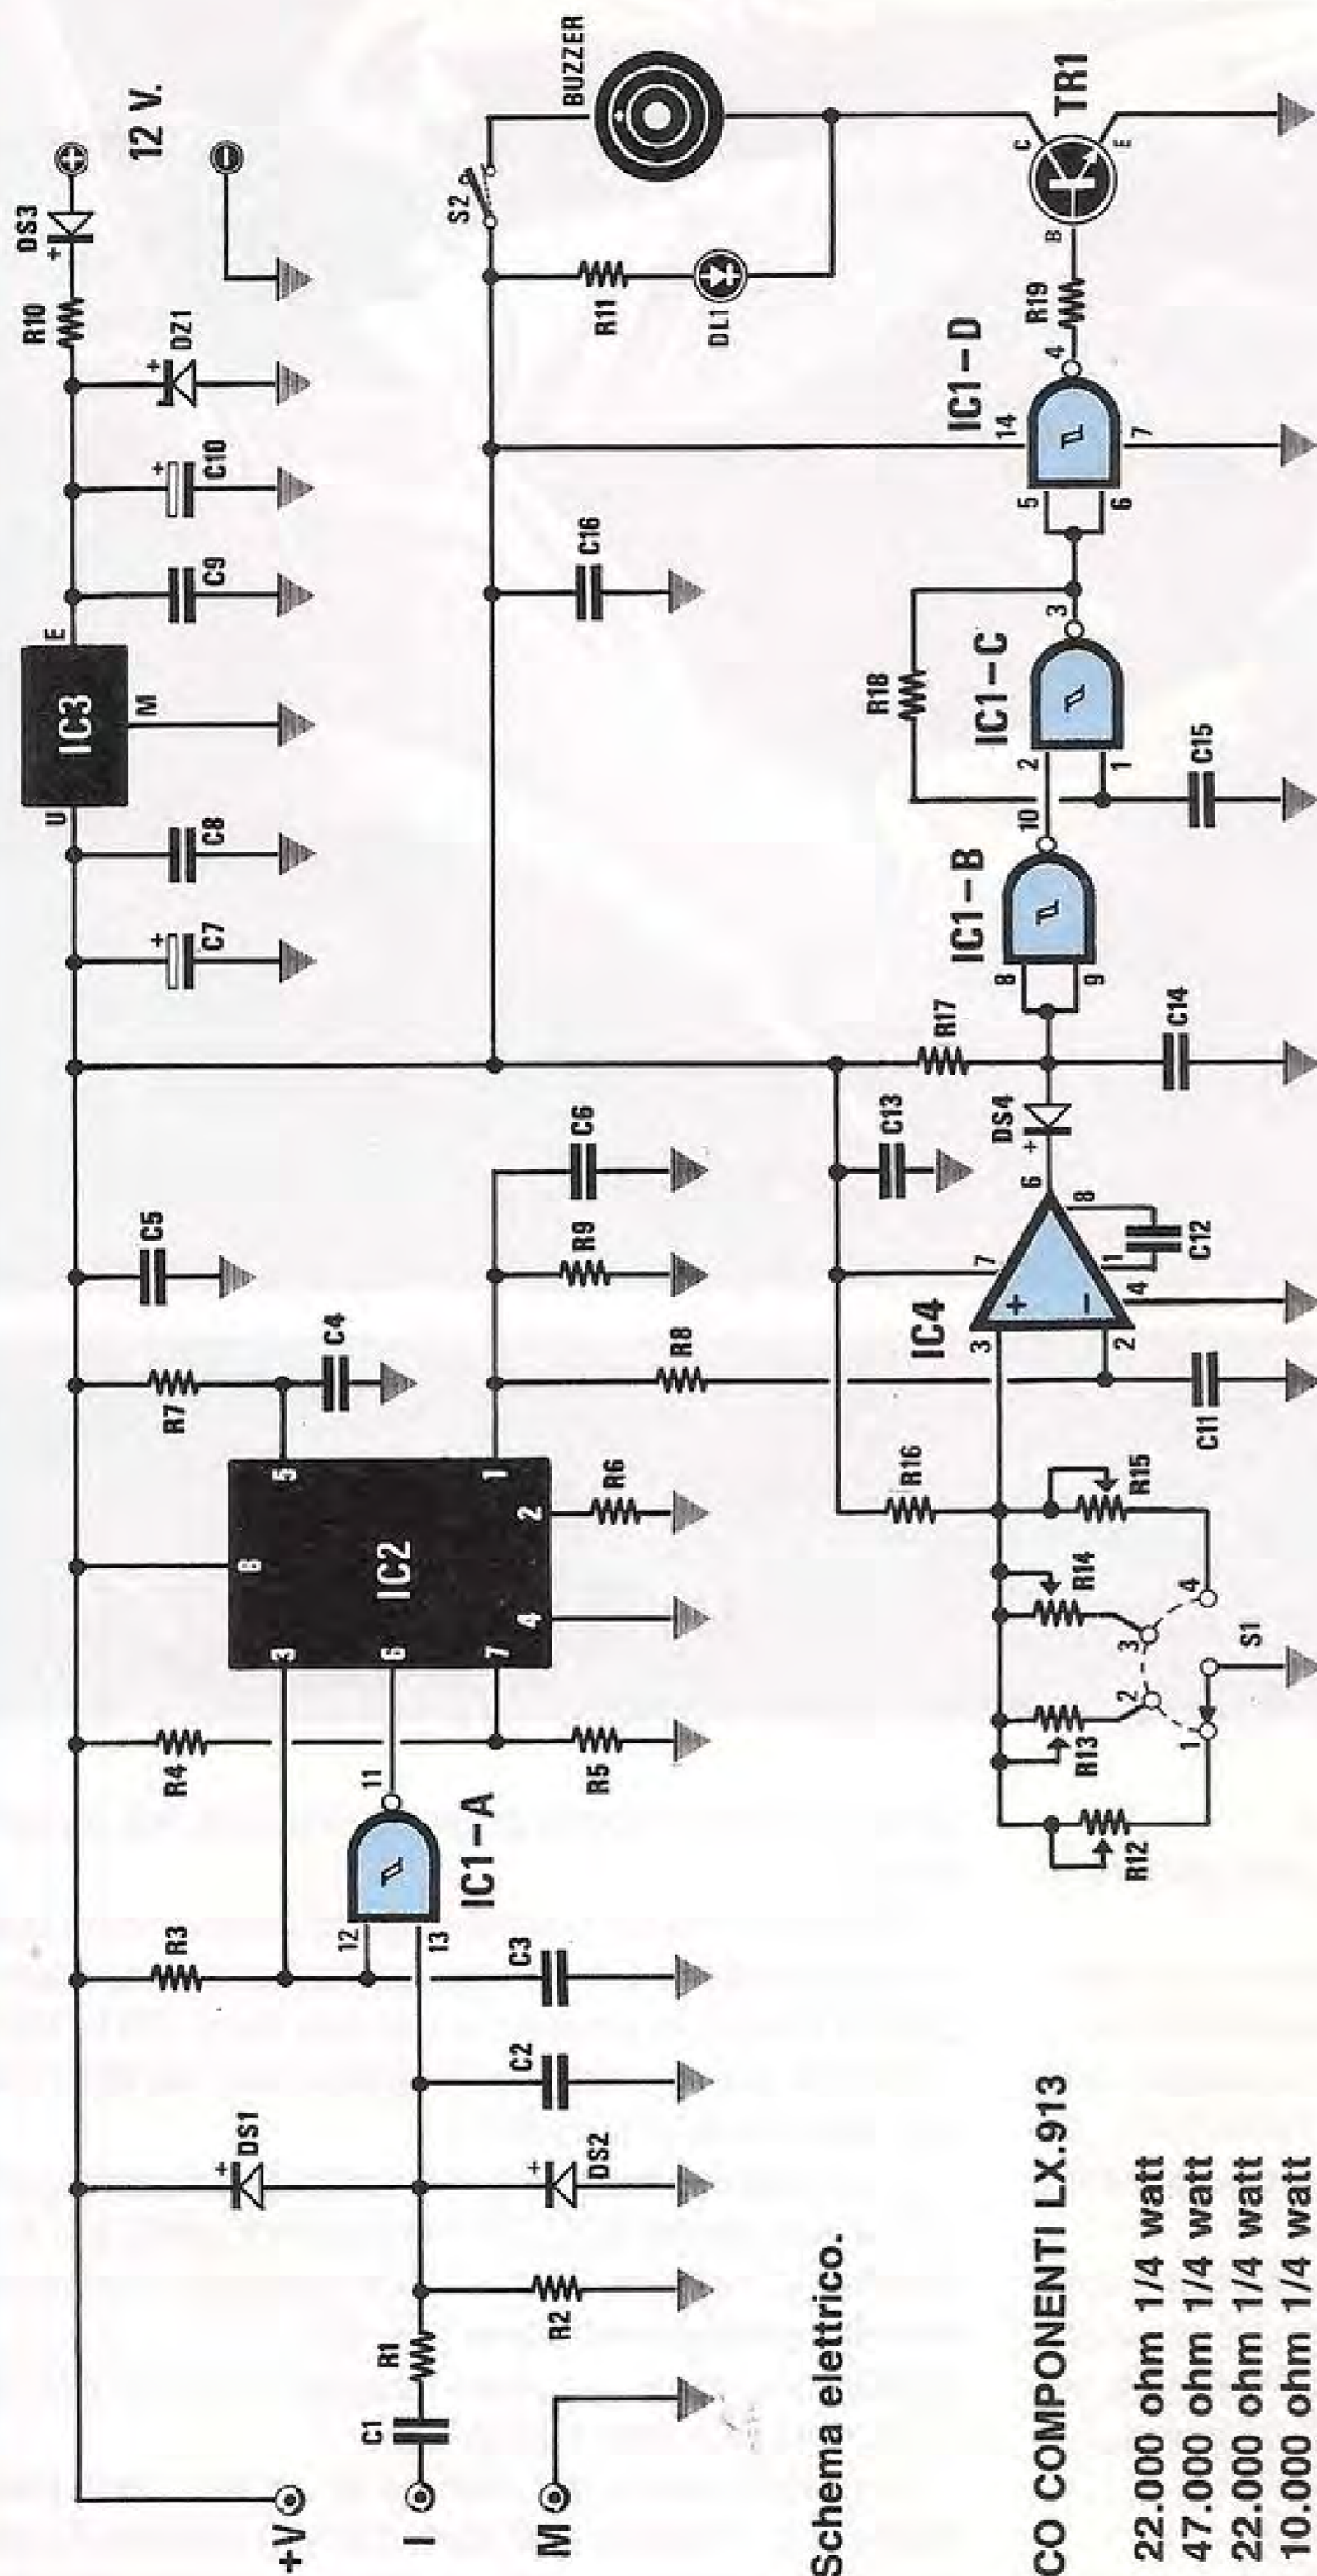 +V
I
M
C1
R1
R2
DS1
DS2
C2
C3
R3
12
13
IC1-A
11
R4
R5
3
6
7
8
IC2
4
2
5
1
R6
R7
C4
C5
R8
R9
C6
C7
+
C8
U
IC3
M
E
C9
C10
+
DZ1
+
R10
DS3
+
12 V.
R12
R13
R14
R15
1
2
3
4
S1
R16
C11
3
2
IC4
+
−
7
6
8
1
4
C12
C13
DS4
+
R17
C14
8
9
IC1-B
10
2
1
IC1-C
3
R18
C15
C16
5
6
14
7
IC1-D
4
R19
B
C
E
TR1
R11
DL1
S2
BUZZER
Schema elettrico.
CO COMPONENTI LX.913
22.000 ohm 1/4 watt
47.000 ohm 1/4 watt
22.000 ohm 1/4 watt
10.000 ohm 1/4 watt